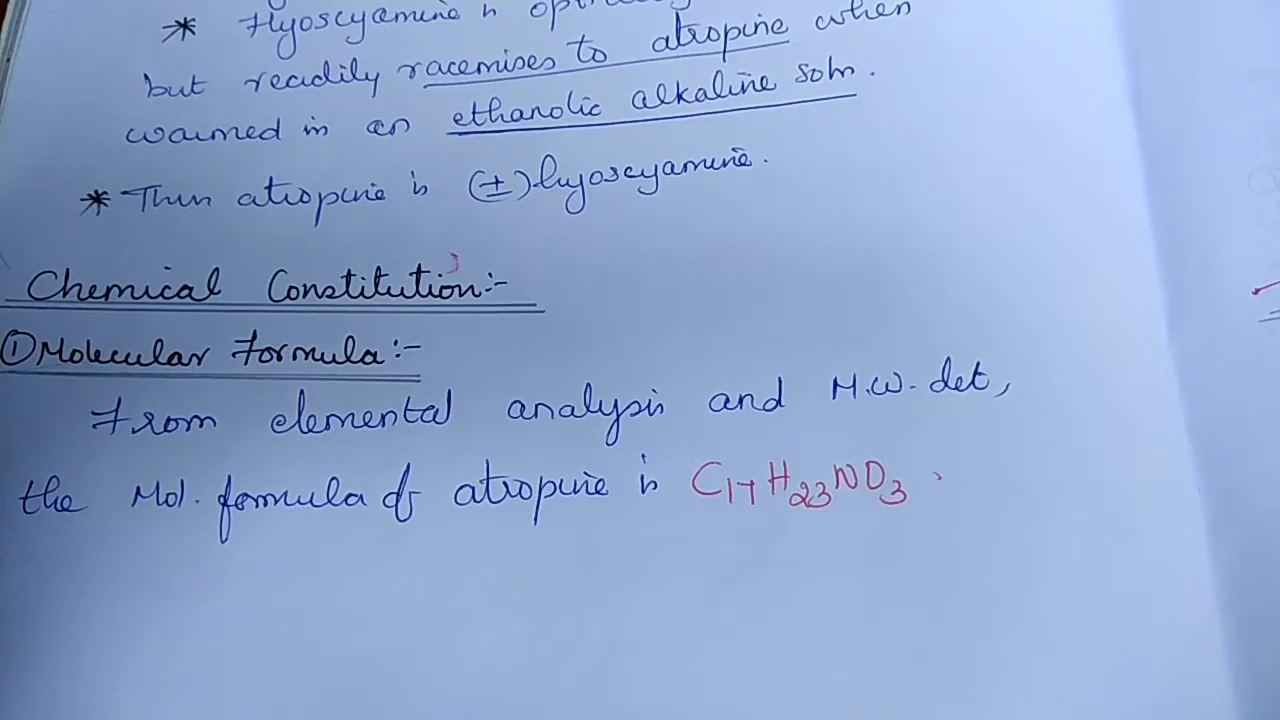 * Hyoscyamine is
but readily racemises to atropine when
warmed in an ethanolic alkaline soln.
* Thus atropine is (±) hyoscyamine.
Chemical Constitution:-
① Molecular Formula:-
From elemental analysis and M.W. det,
the Mol. formula of atropine is C₁₇H₂₃NO₃.